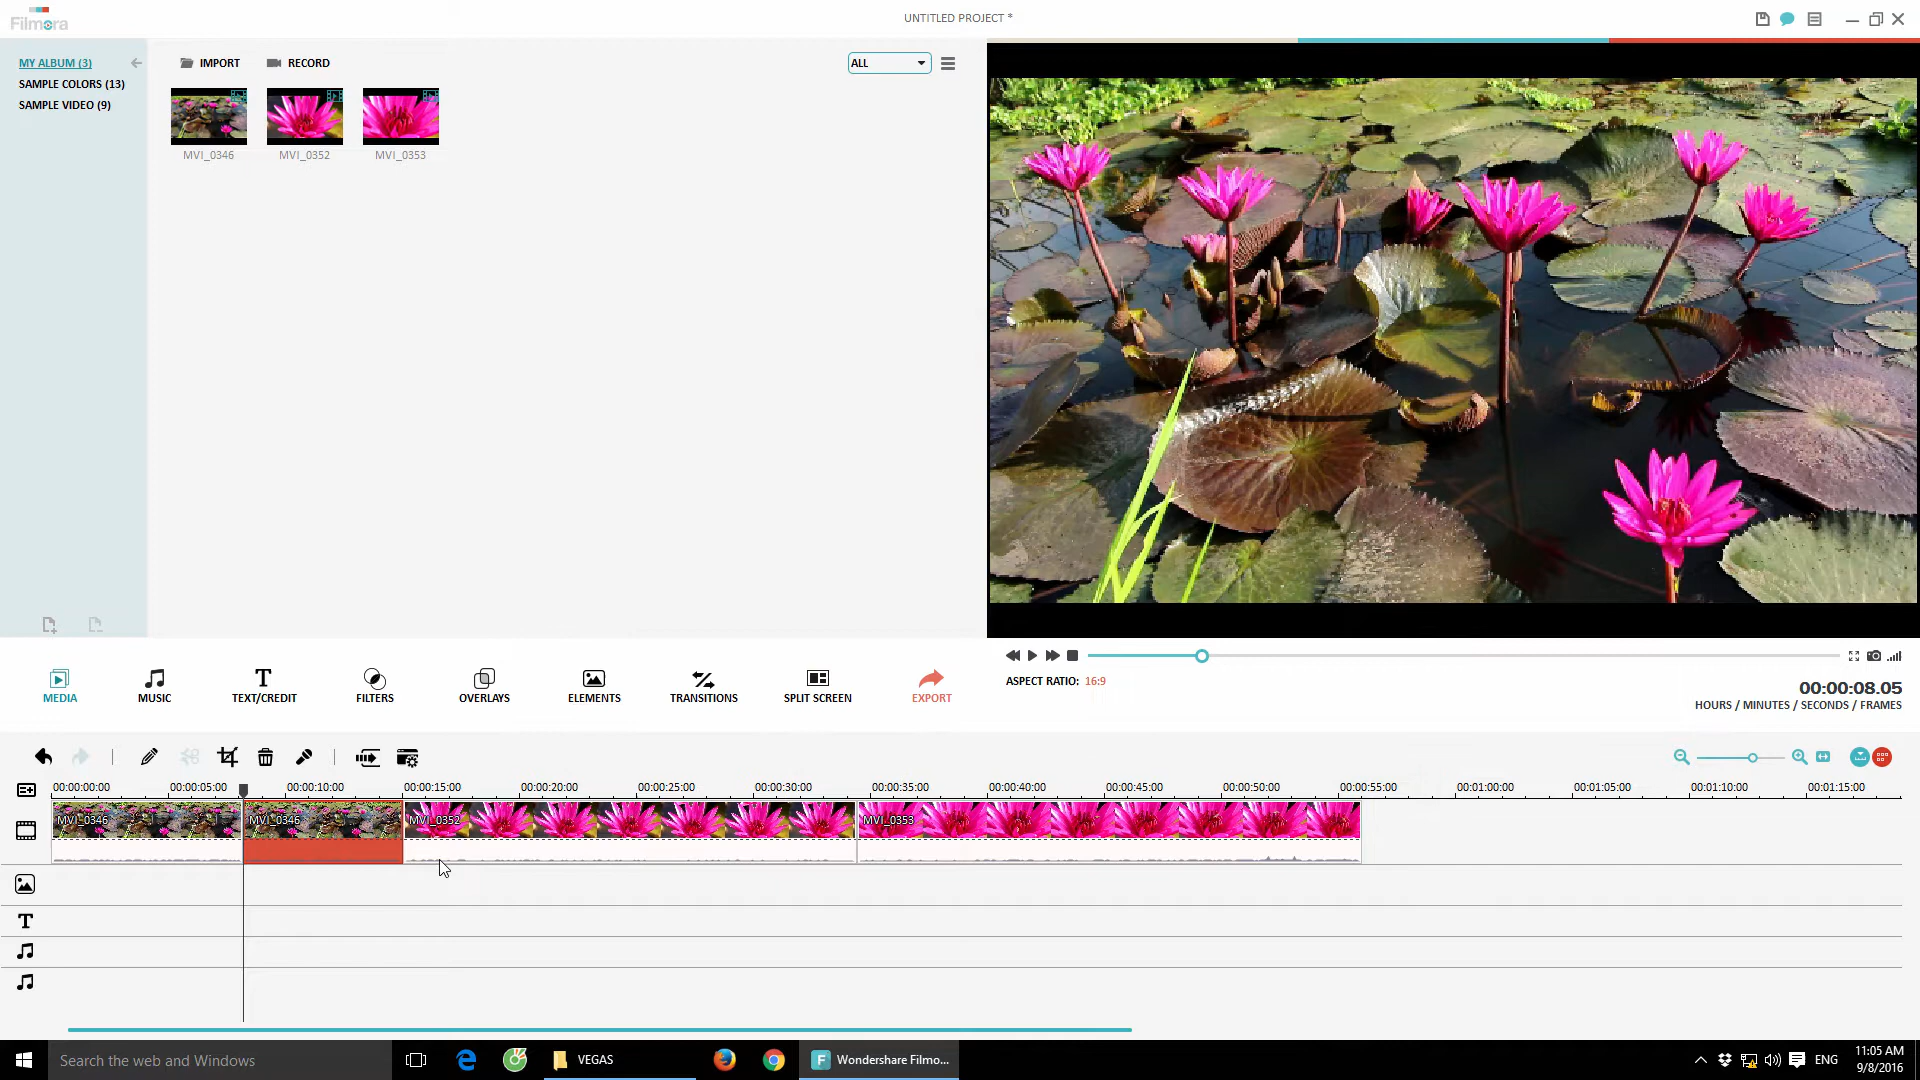 Filmora
UNTITLED PROJECT *
MY ALBUM (3)
SAMPLE COLORS (13)
SAMPLE VIDEO (9)
IMPORT
RECORD
ALL
MVI_0346
MVI_0352
MVI_0353
ASPECT RATIO: 16:9
00:00:08.05
HOURS / MINUTES / SECONDS / FRAMES
MEDIA
MUSIC
TEXT/CREDIT
FILTERS
OVERLAYS
ELEMENTS
TRANSITIONS
SPLIT SCREEN
EXPORT
00:00:00:00
00:00:05:00
00:00:10:00
00:00:15:00
00:00:20:00
00:00:25:00
00:00:30:00
00:00:35:00
00:00:40:00
00:00:45:00
00:00:50:00
00:00:55:00
00:01:00:00
00:01:05:00
00:01:10:00
00:01:15:00
MVI_0346
MVI_0346
MVI_0352
MVI_0353
T
Search the web and Windows
VEGAS
Wondershare Filmo...
ENG
11:05 AM
9/8/2016